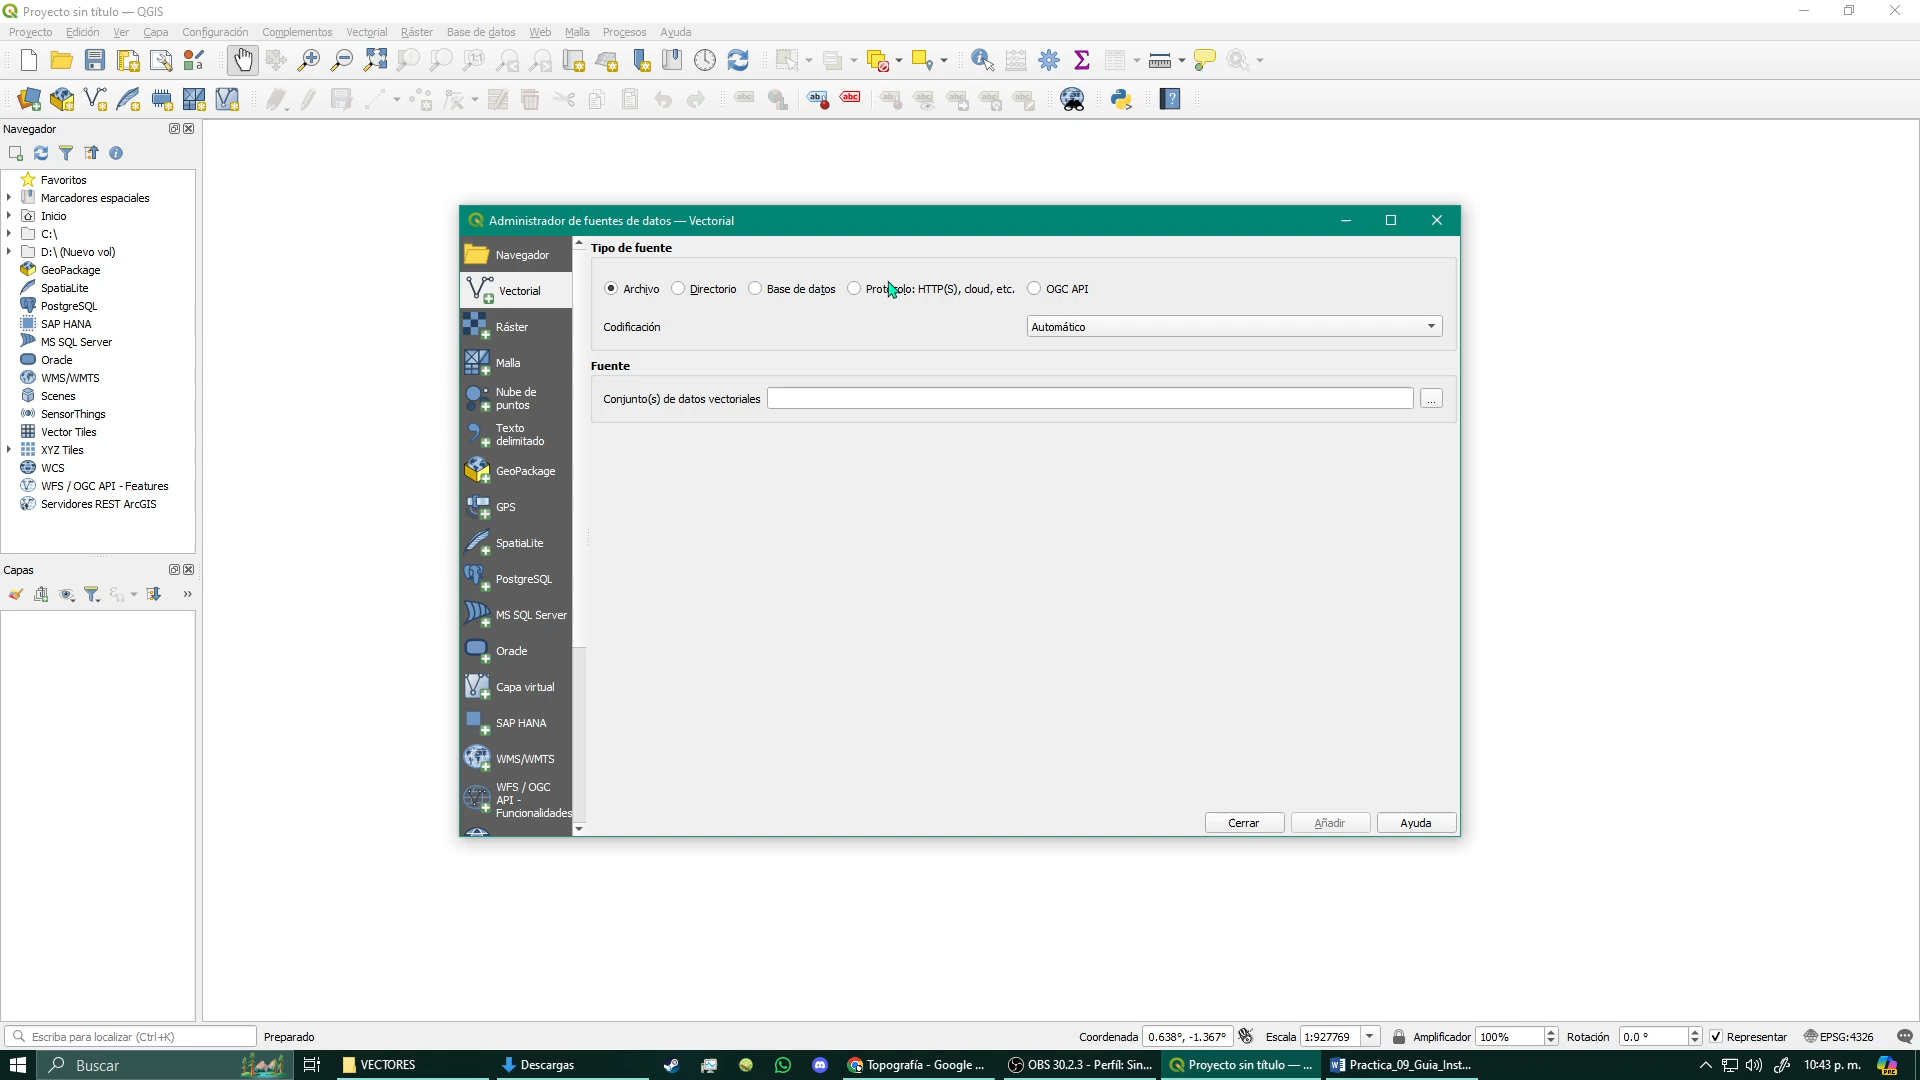 Proyecto sin título — QGIS
Proyecto Edición Ver Capa Configuración Complementos Vectorial Ráster Base de datos Web Malla Procesos Ayuda
Navegador
Favoritos
Marcadores espaciales
Inicio
C:\
D:\ (Nuevo vol)
GeoPackage
SpatiaLite
PostgreSQL
SAP HANA
MS SQL Server
Oracle
WMS/WMTS
Scenes
SensorThings
Vector Tiles
XYZ Tiles
WCS
WFS / OGC API - Features
Servidores REST ArcGIS
Capas
Administrador de fuentes de datos — Vectorial
Navegador
Vectorial
Ráster
Malla
Nube de
puntos
Texto
delimitado
GeoPackage
GPS
SpatiaLite
PostgreSQL
MS SQL Server
Oracle
Capa virtual
SAP HANA
WMS/WMTS
WFS / OGC
API -
Funcionalidades
Tipo de fuente
Archivo Directorio Base de datos Protocolo: HTTP(S), cloud, etc. OGC API
Codificación Automático
Fuente
Conjunto(s) de datos vectoriales ...
Cerrar Añadir Ayuda
Escriba para localizar (Ctrl+K) Preparado Coordenada 0.638°, -1.367° Escala 1:927769 Amplificador 100% Rotación 0.0 ° Representar EPSG:4326
Buscar VECTORES Descargas Topografía - Google ... OBS 30.2.3 - Perfil: Sin... Proyecto sin título — ... Practica_09_Guia_Inst... 10:43 p. m.